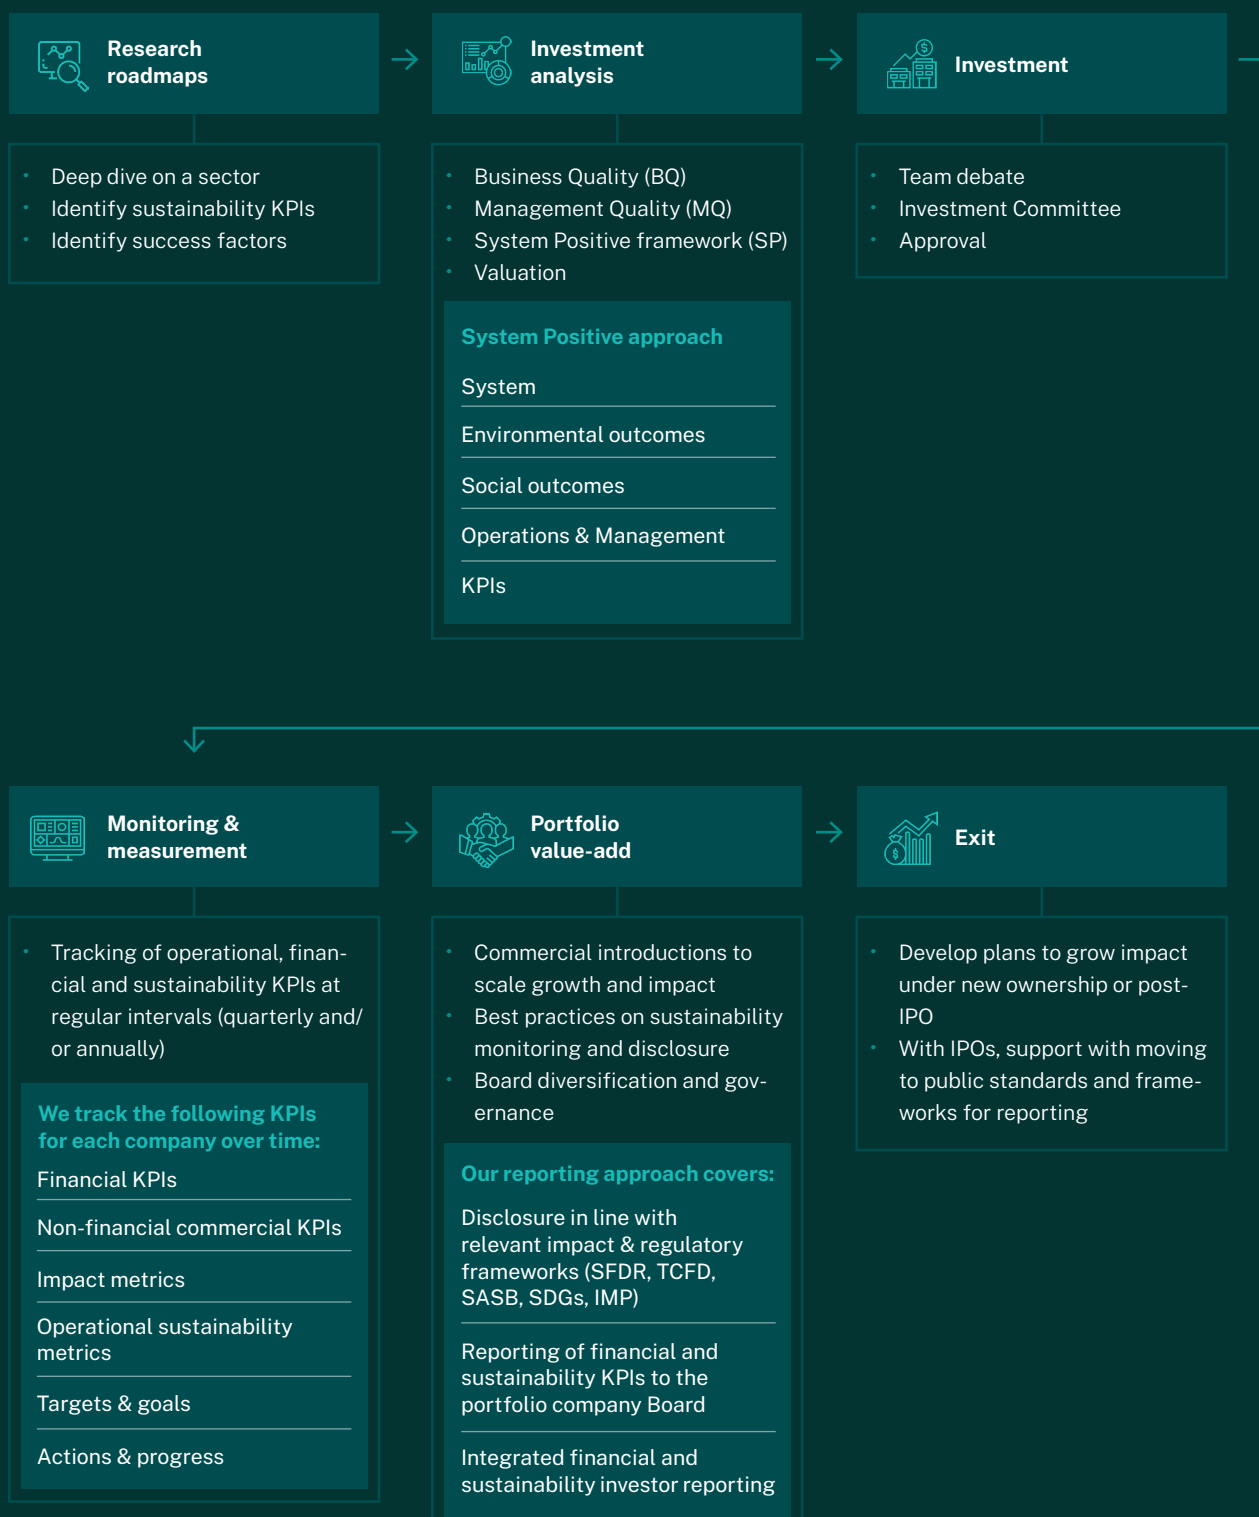 Research
roadmaps
Deep dive on a sector
Identify sustainability KPIs
Identify success factors
Investment
analysis
Business Quality (BQ)
Management Quality (MQ)
System Positive framework (SP)
Valuation
System Positive approach
System
Environmental outcomes
Social outcomes
Operations & Management
KPIs
Investment
Team debate
Investment Committee
Approval
Monitoring &
measurement
Tracking of operational, finan-
cial and sustainability KPIs at
regular intervals (quarterly and/
or annually)
We track the following KPIs
for each company over time:
Financial KPIs
Non-financial commercial KPIs
Impact metrics
Operational sustainability
metrics
Targets & goals
Actions & progress
Portfolio
value-add
Commercial introductions to
scale growth and impact
Best practices on sustainability
monitoring and disclosure
Board diversification and gov-
ernance
Our reporting approach covers:
Disclosure in line with
relevant impact & regulatory
frameworks (SFDR, TCFD,
SASB, SDGs, IMP)
Reporting of financial and
sustainability KPIs to the
portfolio company Board
Integrated financial and
sustainability investor reporting
Exit
Develop plans to grow impact
under new ownership or post-
IPO
With IPOs, support with moving
to public standards and frame-
works for reporting